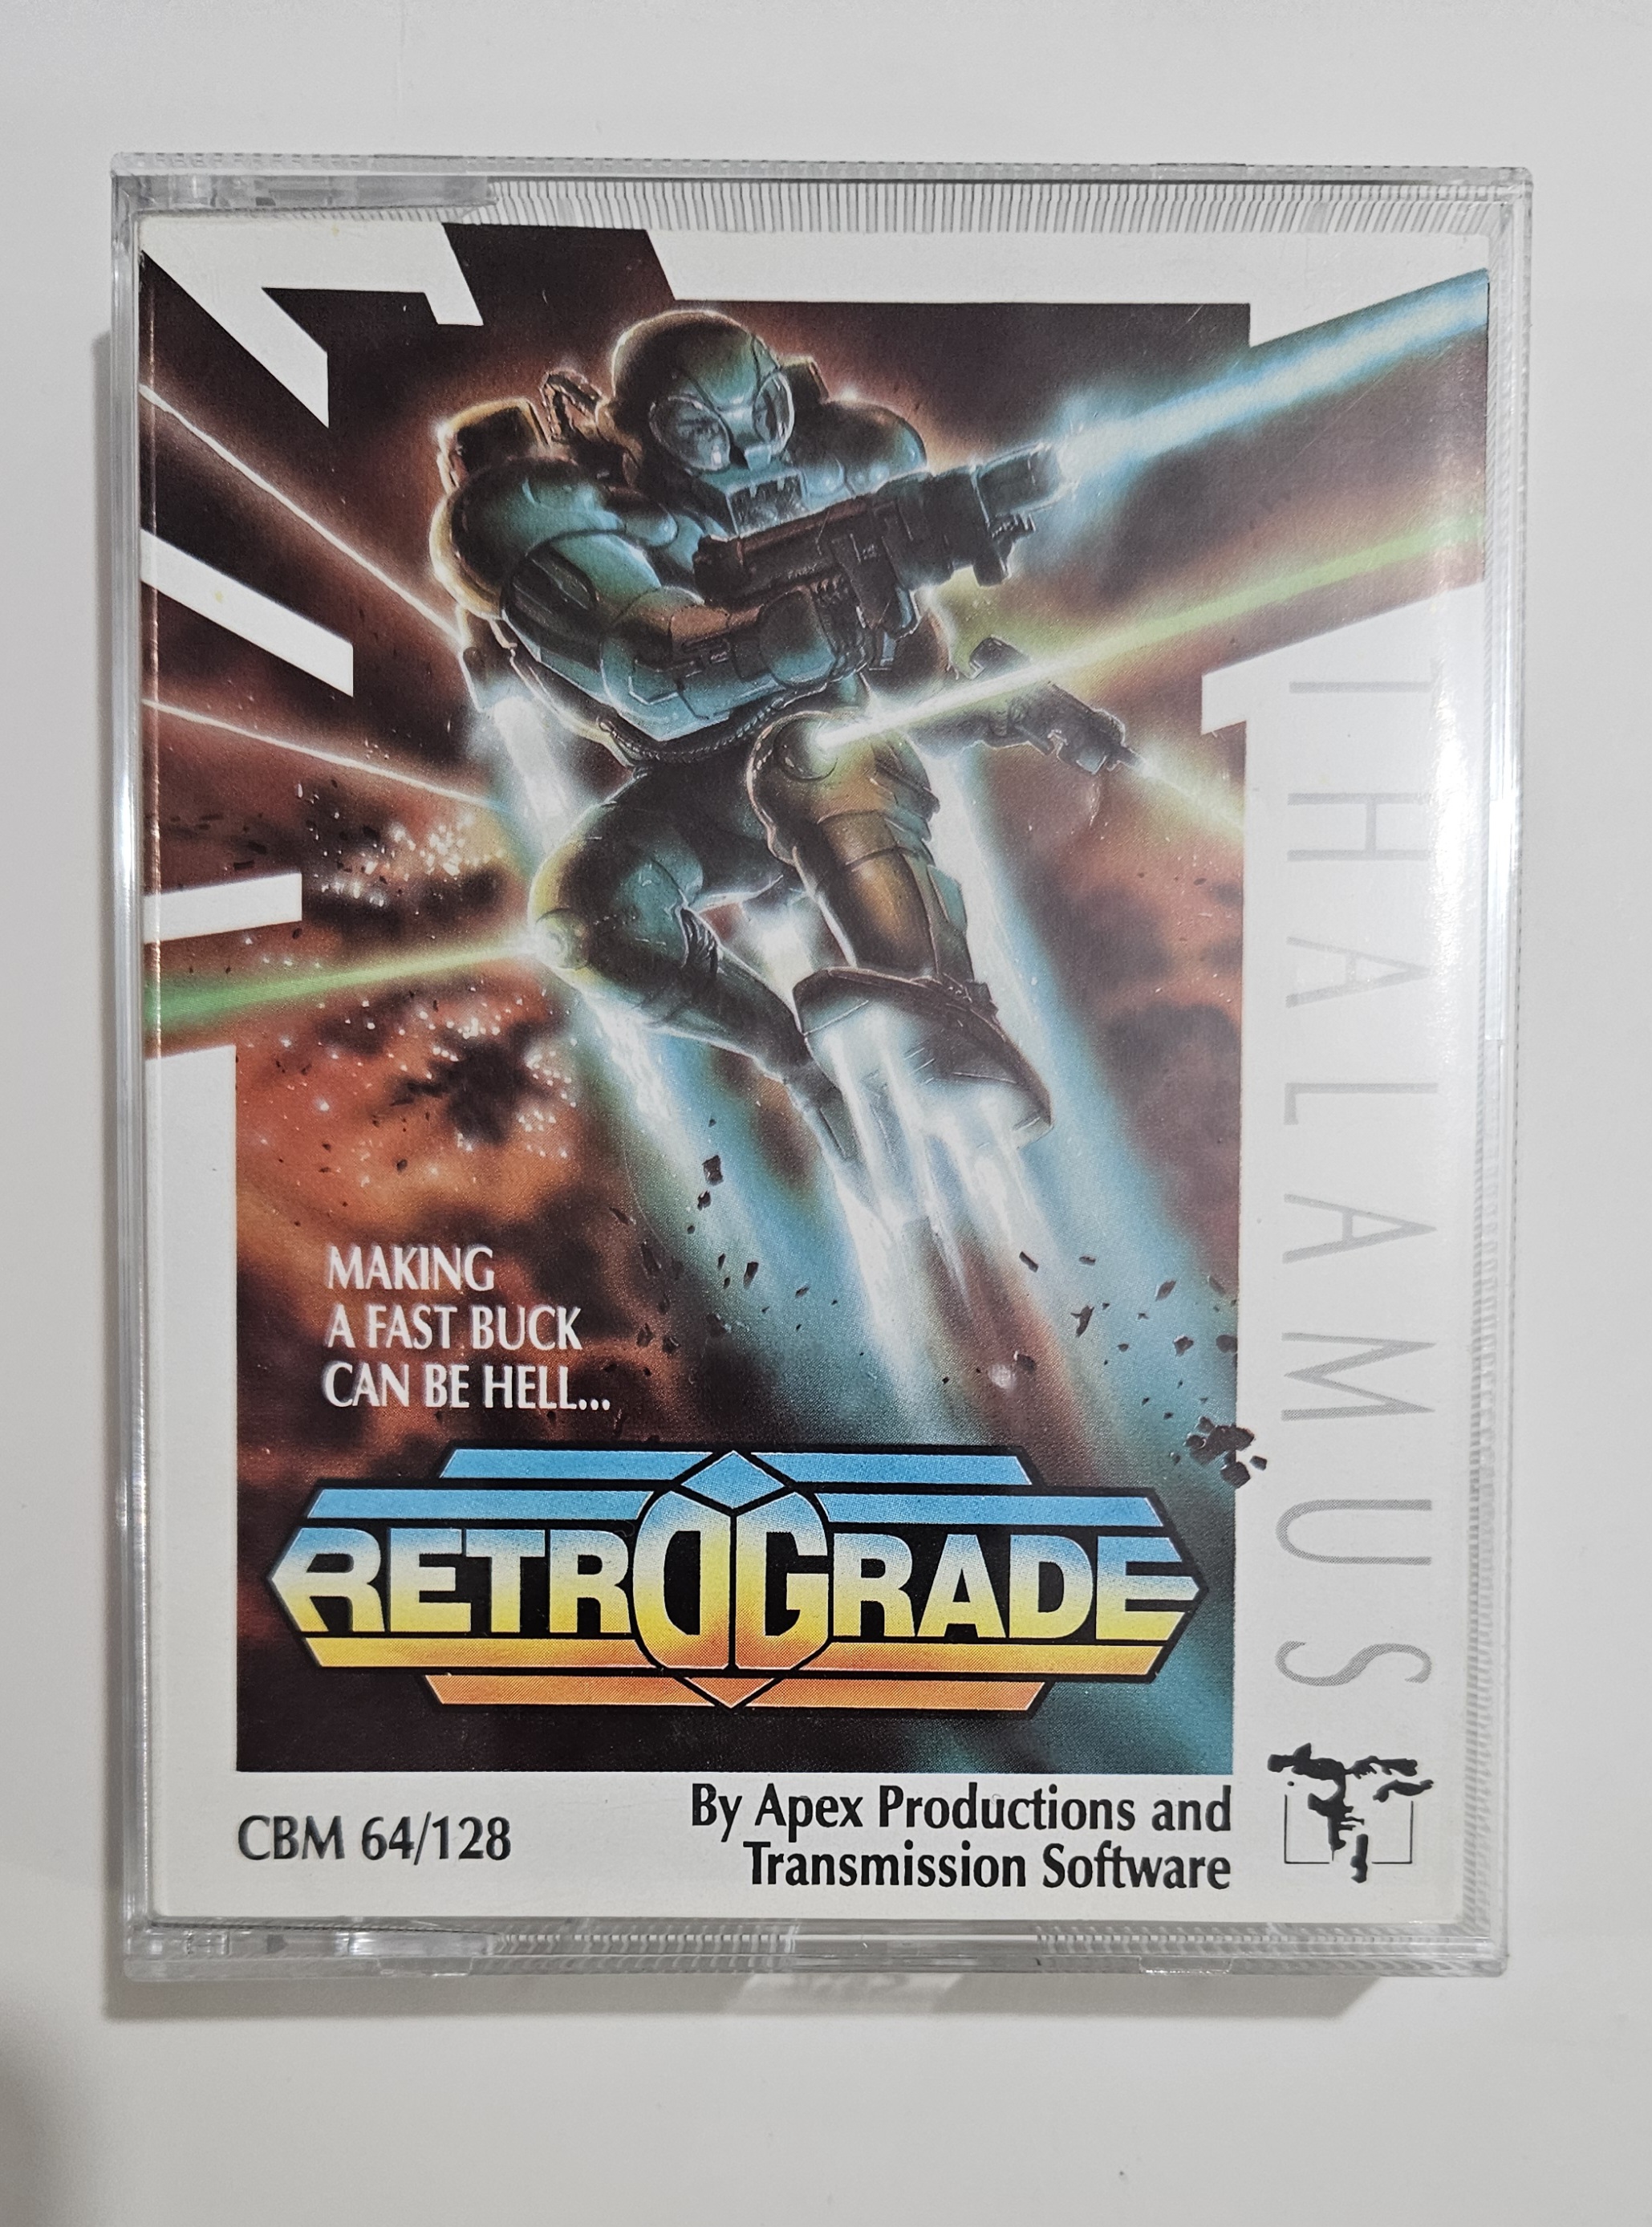 THALAMUS
MAKING
A FAST BUCK
CAN BE HELL...
RETROGRADE
CBM 64/128
By Apex Productions and
Transmission Software